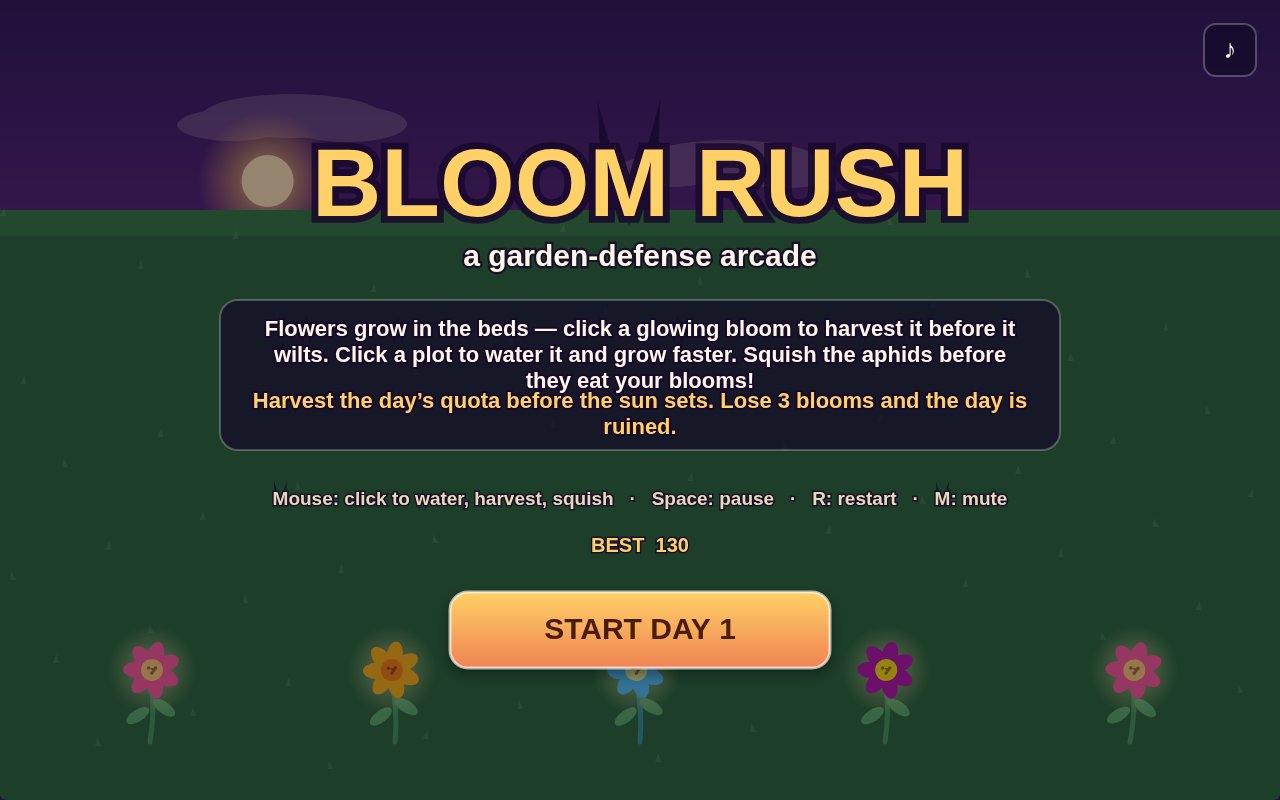 ♪
BLOOM RUSH
a garden-defense arcade
Flowers grow in the beds — click a glowing bloom to harvest it before it
wilts. Click a plot to water it and grow faster. Squish the aphids before
they eat your blooms!
Harvest the day’s quota before the sun sets. Lose 3 blooms and the day is
ruined.
Mouse: click to water, harvest, squish · Space: pause · R: restart · M: mute
BEST 130
START DAY 1